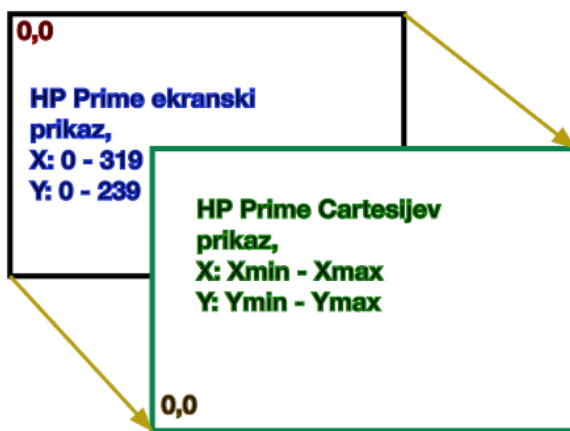 0,0
HP Prime ekranski
prikaz,
X: 0 - 319
Y: 0 - 239
HP Prime Cartesijev
prikaz,
X: Xmin - Xmax
Y: Ymin - Ymax
0,0